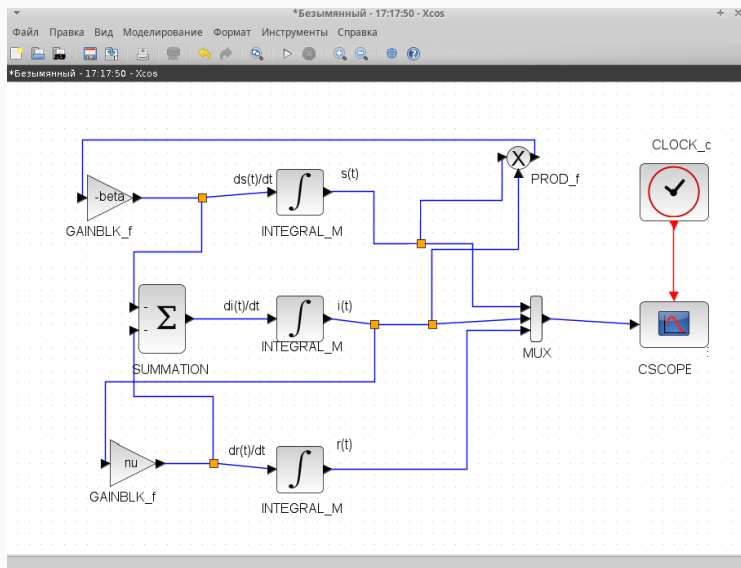 *Безымянный - 17:17:50 - Xcos
Файл Правка Вид Моделирование Формат Инструменты Справка
*Безымянный - 17:17:50 - Xcos
CLOCK_c
X
PROD_f
ds(t)/dt
s(t)
-beta
GAINBLK_f
∫
INTEGRAL_M
di(t)/dt
i(t)
-
Σ
-
SUMMATION
∫
INTEGRAL_M
MUX
CSCOPE
dr(t)/dt
r(t)
nu
GAINBLK_f
∫
INTEGRAL_M